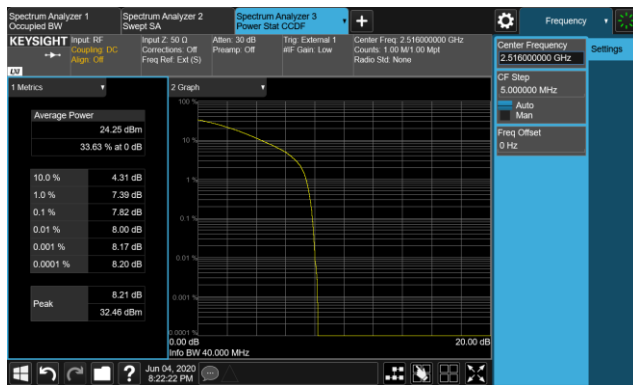 Spectrum Analyzer 1
Occupied BW
Spectrum Analyzer 2
Swept SA
Spectrum Analyzer 3
Power Stat CCDF
Frequency
KEYSIGHT
Input: RF
Coupling: DC
Align: Off
Input Z: 50 Ω
Corrections: Off
Freq Ref: Ext (S)
Atten: 30 dB
Preamp: Off
Trig: External 1
#IF Gain: Low
Center Freq: 2.516000000 GHz
Counts: 1.00 M/1.00 Mpt
Radio Std: None
LXI
Center Frequency
2.516000000 GHz
Settings
CF Step
5.000000 MHz
Auto
Man
Freq Offset
0 Hz
1 Metrics
2 Graph
Average Power
24.25 dBm
33.63 % at 0 dB
10.0 % 4.31 dB
1.0 % 7.39 dB
0.1 % 7.82 dB
0.01 % 8.00 dB
0.001 % 8.17 dB
0.0001 % 8.20 dB
Peak
8.21 dB
32.46 dBm
100 %
10 %
1 %
0.1 %
0.01 %
0.001 %
0.0001 %
0.00 dB
20.00 dB
Info BW 40.000 MHz
?
Jun 04, 2020
8:22:22 PM